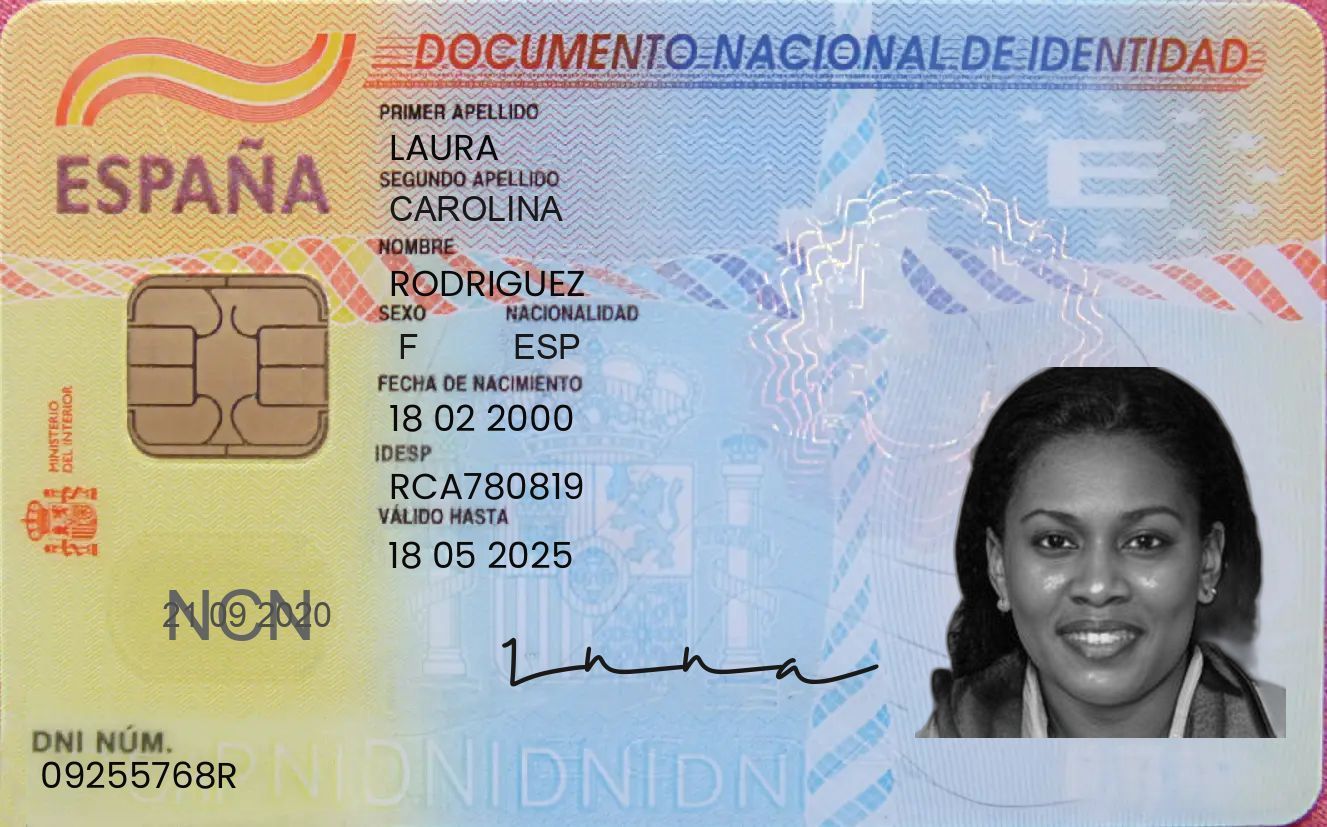 DOCUMENTO NACIONAL DE IDENTIDAD
ESPAÑA
E
PRIMER APELLIDO
LAURA
SEGUNDO APELLIDO
CAROLINA
NOMBRE
RODRIGUEZ
SEXO NACIONALIDAD
F ESP
FECHA DE NACIMIENTO
18 02 2000
IDESP
RCA780819
VÁLIDO HASTA
18 05 2025
MINISTERIO
DEL INTERIOR
NCN
21 09 2020
DNI NÚM.
09255768R